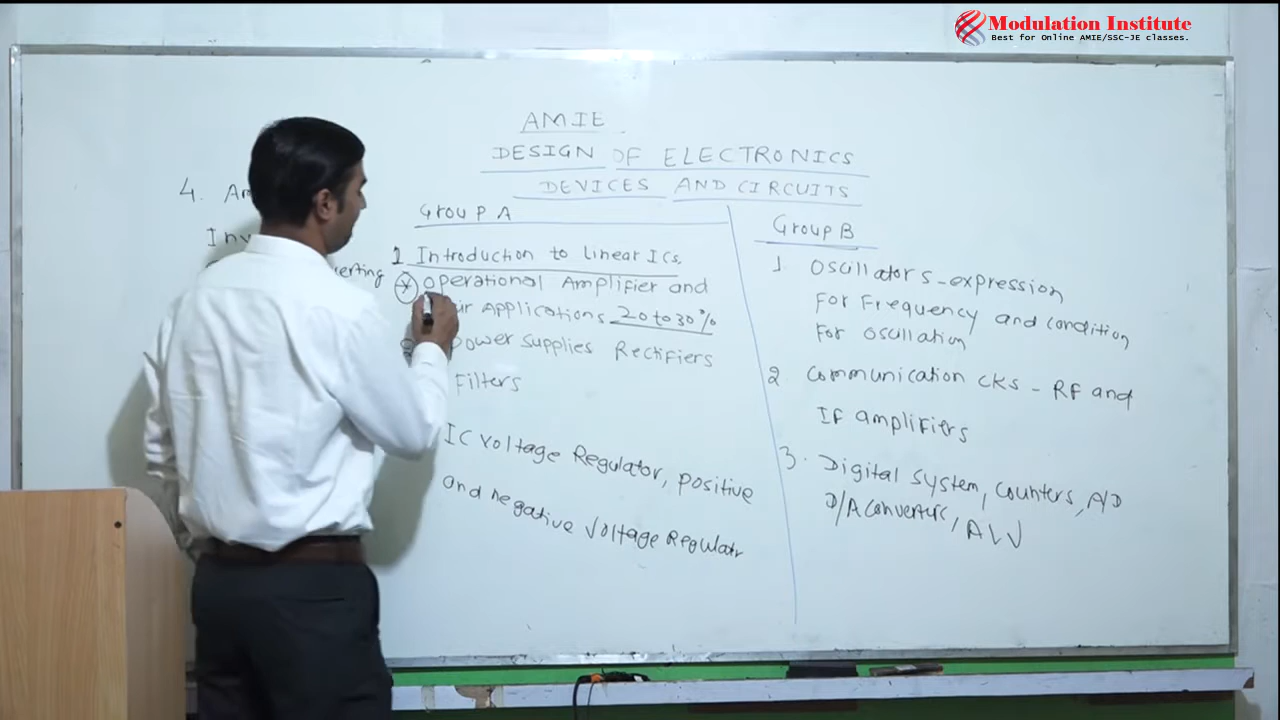 Modulation Institute
Best for Online AMIE/SSC-JE classes.
AMIE
DESIGN OF ELECTRONICS
DEVICES AND CIRCUITS
4.
Group A
1 Introduction to linear ICs.
Operational Amplifier and
Applications 20 to 30%
Power supplies Rectifiers
Filters
IC voltage Regulator, positive
and negative voltage Regulatr
Group B
1. Oscillators - expression
For Frequency and condition
For oscillation
2 Communication CKs - RF and
IF amplifiers
3. Digital system, counters, A/D
D/A converters, ALU